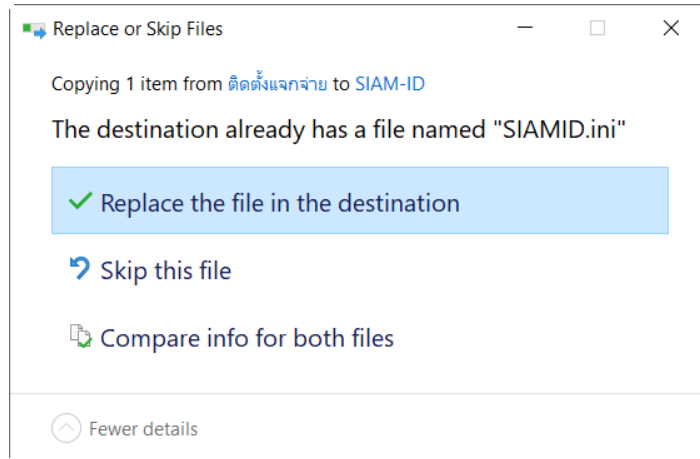 Replace or Skip Files
Copying 1 item from ติดตั้งแจกจ่าย to SIAM-ID
The destination already has a file named "SIAMID.ini"
Replace the file in the destination
Skip this file
Compare info for both files
Fewer details